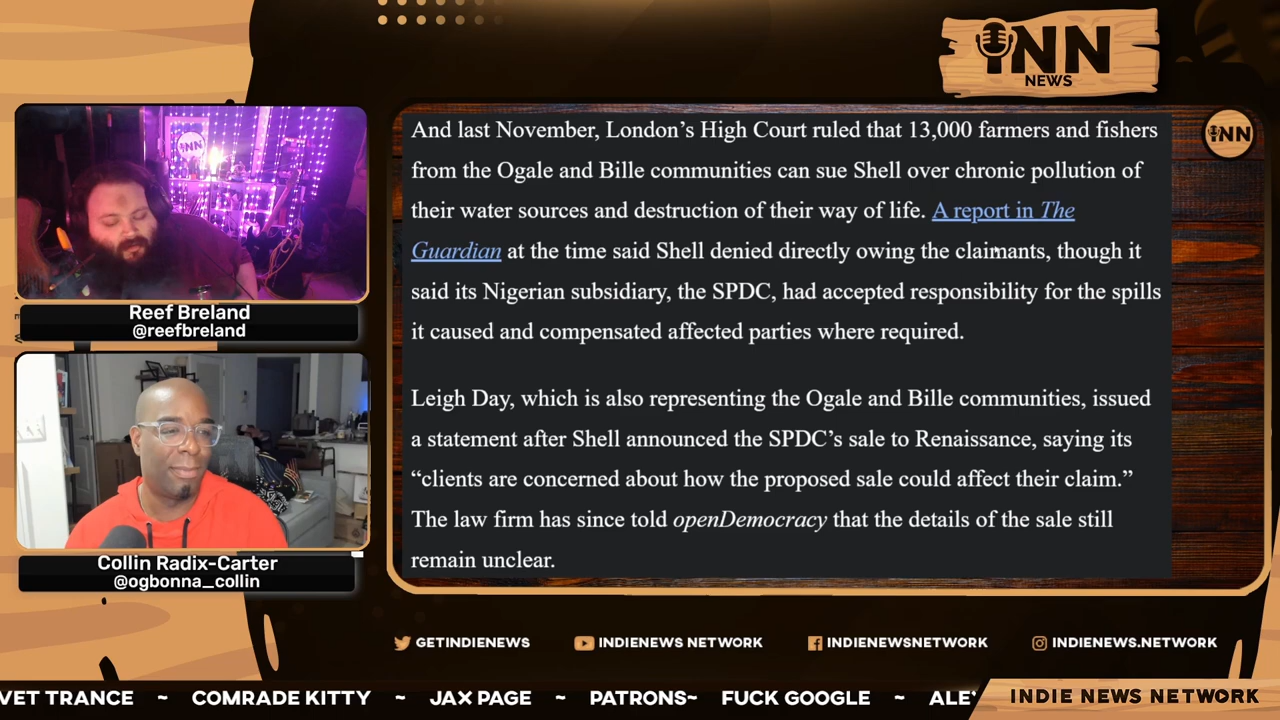 iNN
NEWS
iNN
iNN
And last November, London’s High Court ruled that 13,000 farmers and fishers
from the Ogale and Bille communities can sue Shell over chronic pollution of
their water sources and destruction of their way of life. A report in The
Guardian at the time said Shell denied directly owing the claimants, though it
said its Nigerian subsidiary, the SPDC, had accepted responsibility for the spills
it caused and compensated affected parties where required.
Leigh Day, which is also representing the Ogale and Bille communities, issued
a statement after Shell announced the SPDC’s sale to Renaissance, saying its
“clients are concerned about how the proposed sale could affect their claim.”
The law firm has since told openDemocracy that the details of the sale still
remain unclear.
Reef Breland
@reefbreland
Collin Radix-Carter
@ogbonna_collin
GETINDIENEWS
INDIENEWS NETWORK
INDIENEWSNETWORK
INDIENEWS.NETWORK
VET TRANCE ~ COMRADE KITTY ~ JAX PAGE ~ PATRONS~ FUCK GOOGLE ~ ALE
INDIE NEWS NETWORK